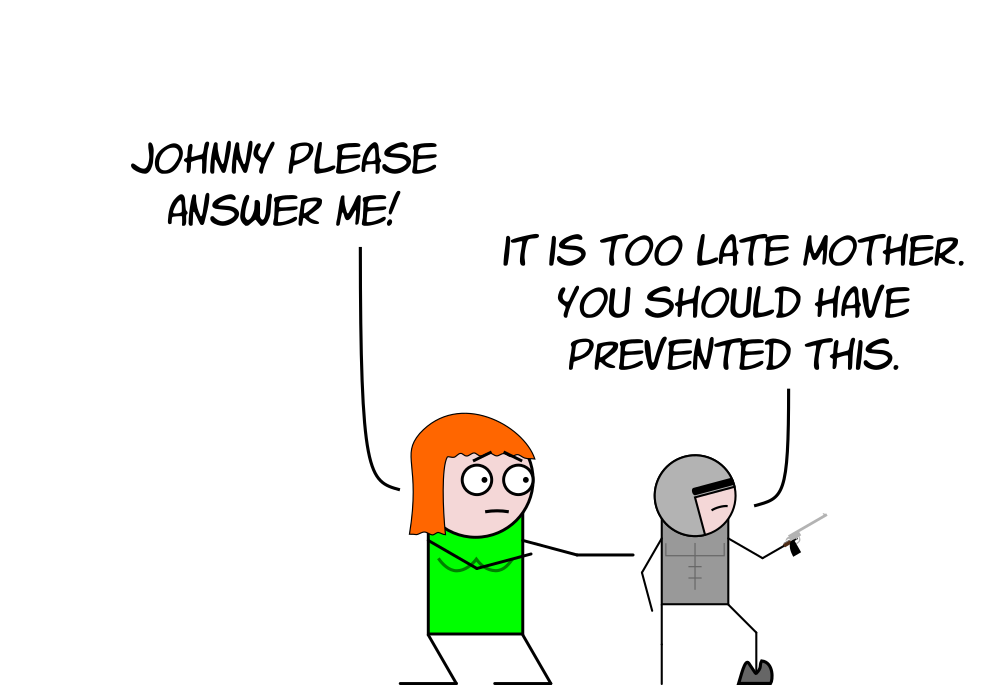 JOHNNY PLEASE
ANSWER ME!
IT IS TOO LATE MOTHER.
YOU SHOULD HAVE
PREVENTED THIS.